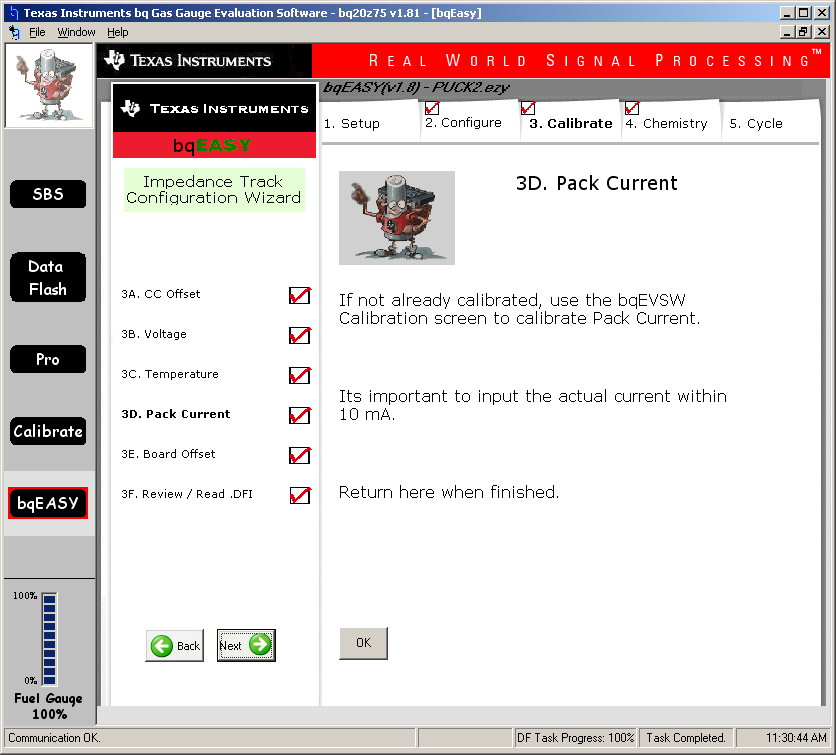 Texas Instruments bq Gas Gauge Evaluation Software - bq20z75 v1.81 - [bqEasy]
File Window Help
TEXAS INSTRUMENTS
REAL WORLD SIGNAL PROCESSING™
bqEASY(v1.8) - PUCK2.ezy
TEXAS INSTRUMENTS
bqEASY
1. Setup
2. Configure
3. Calibrate
4. Chemistry
5. Cycle
Impedance Track
Configuration Wizard
SBS
Data
Flash
Pro
Calibrate
bqEASY
100%
0%
Fuel Gauge
100%
3A. CC Offset
3B. Voltage
3C. Temperature
3D. Pack Current
3E. Board Offset
3F. Review / Read .DFI
Back
Next
3D. Pack Current
If not already calibrated, use the bqEVSW
Calibration screen to calibrate Pack Current.
Its important to input the actual current within
10 mA.
Return here when finished.
OK
Communication OK.
DF Task Progress: 100%
Task Completed.
11:30:44 AM